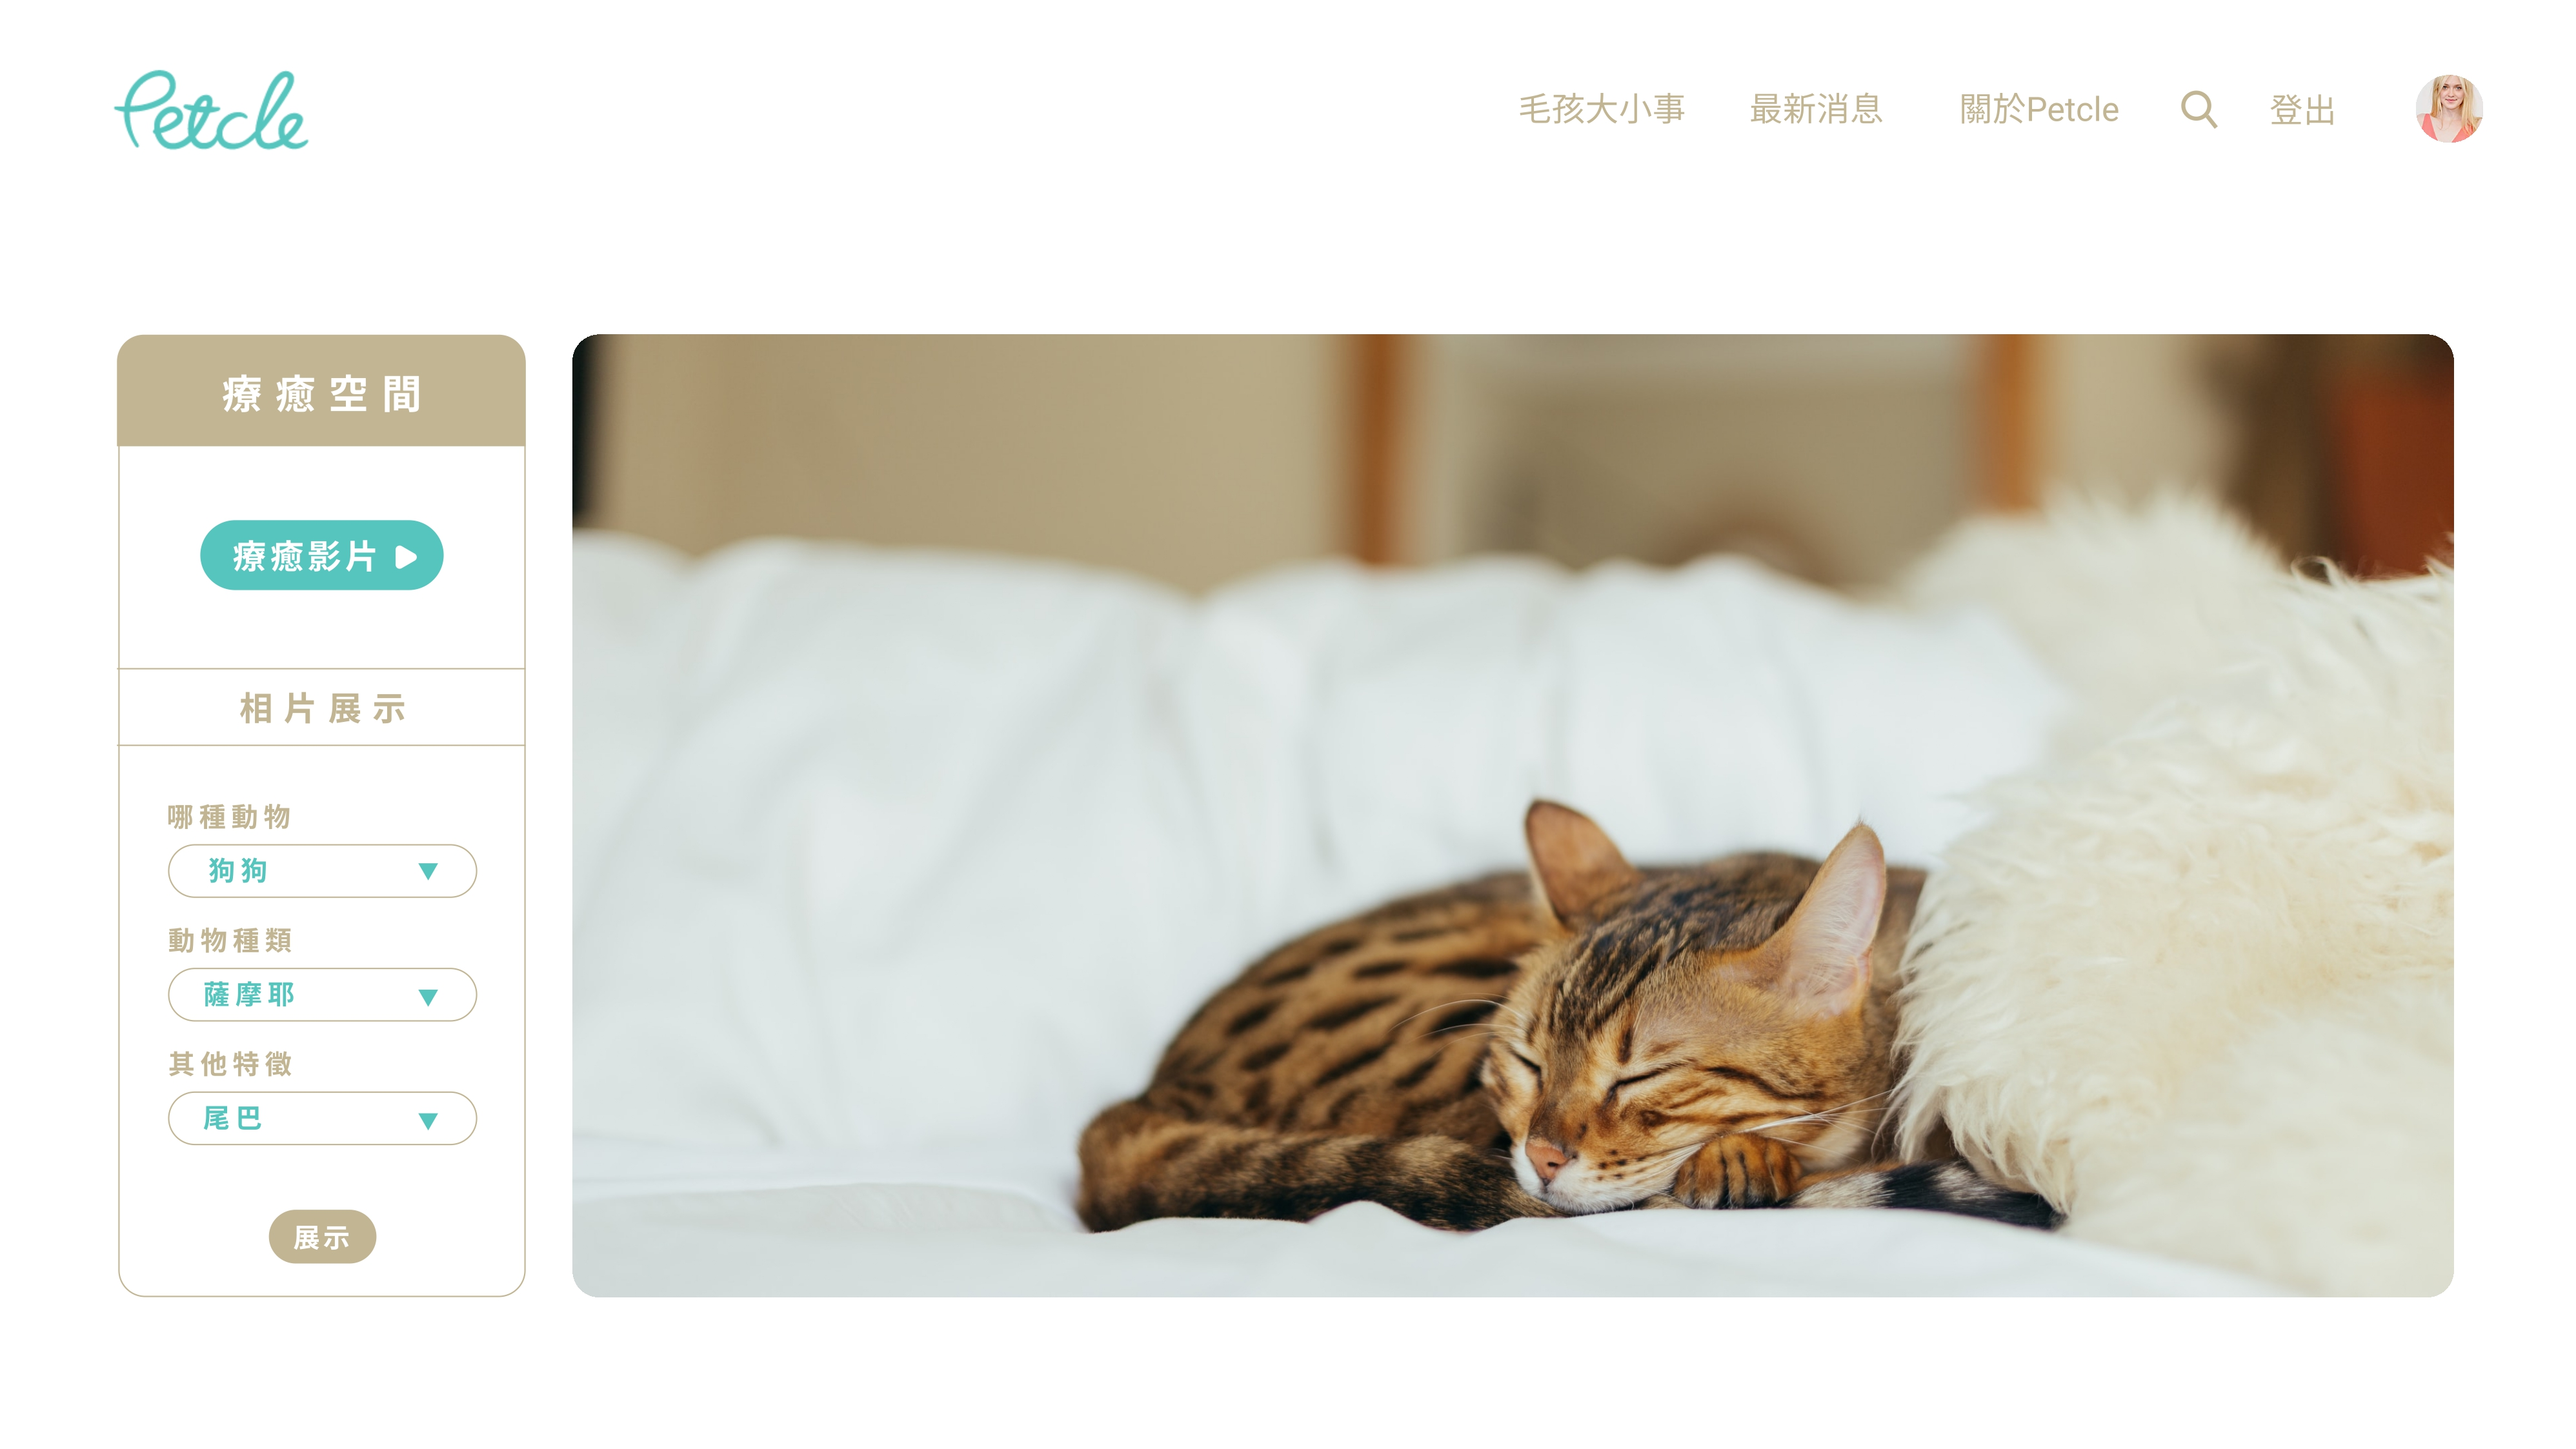 Petcle
毛孩大小事
最新消息
關於Petcle
登出
療癒空間
療癒影片
相片展示
哪種動物
狗狗
動物種類
薩摩耶
其他特徵
尾巴
展示